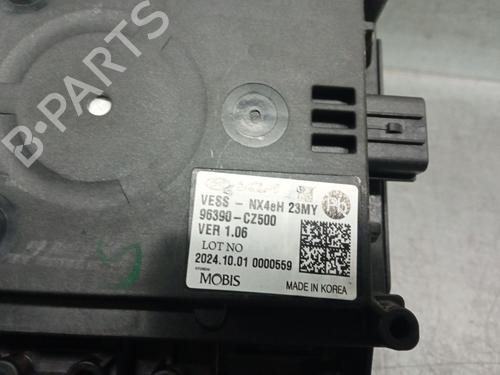 B-PARTS
VESS - NX4eH 23MY
96390-CZ500
VER 1.06
LOT NO
2024.10.01 0000559
HYUNDAI
MOBIS
MADE IN KOREA